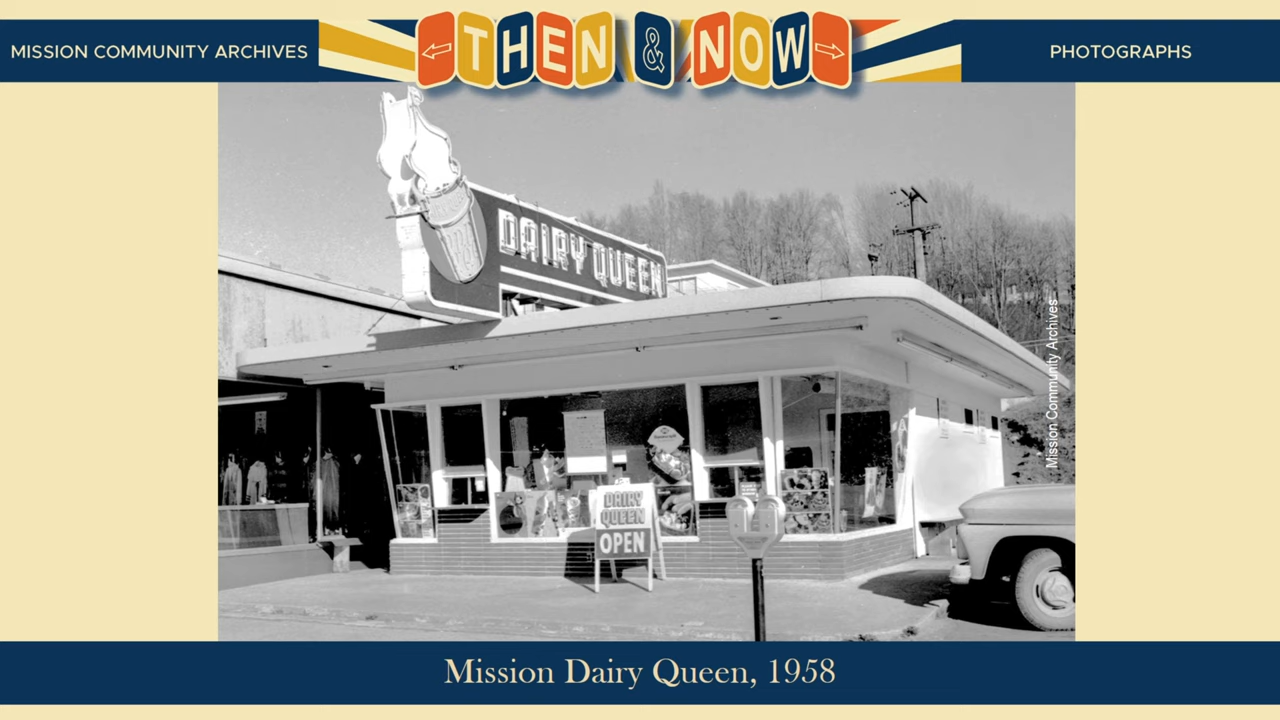 MISSION COMMUNITY ARCHIVES
THEN & NOW
PHOTOGRAPHS
DAIRY QUEEN
Mission Community Archives
DAIRY
QUEEN
OPEN
Mission Dairy Queen, 1958